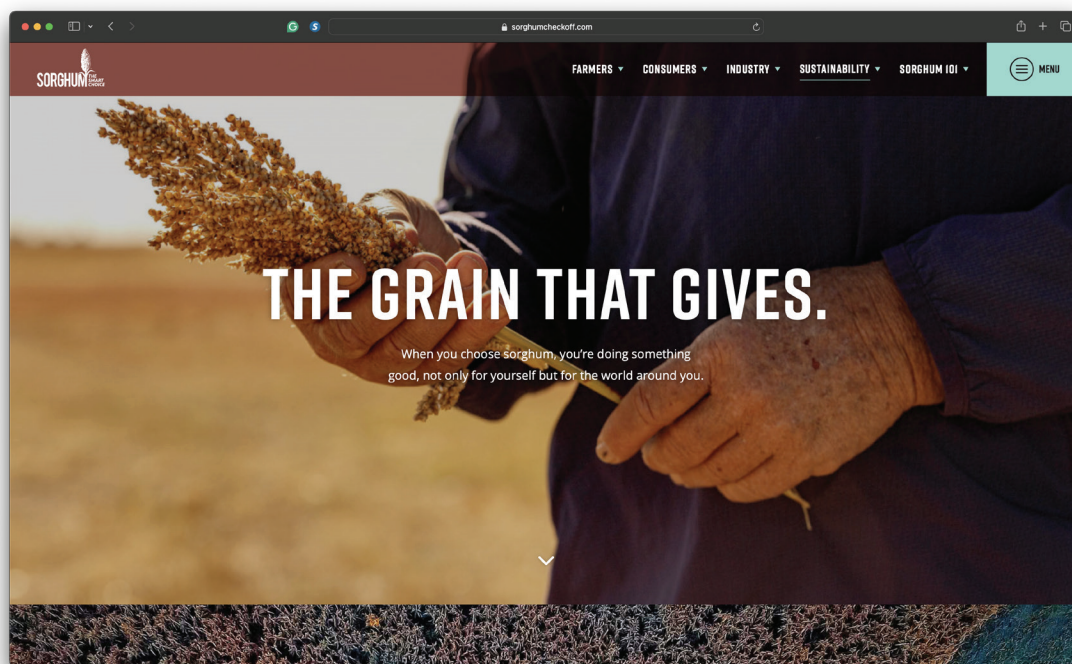 sorghumcheckoff.com
SORGHUM THE SMART CHOICE
FARMERS
CONSUMERS
INDUSTRY
SUSTAINABILITY
SORGHUM 101
MENU
THE GRAIN THAT GIVES.
When you choose sorghum, you're doing something
good, not only for yourself but for the world around you.